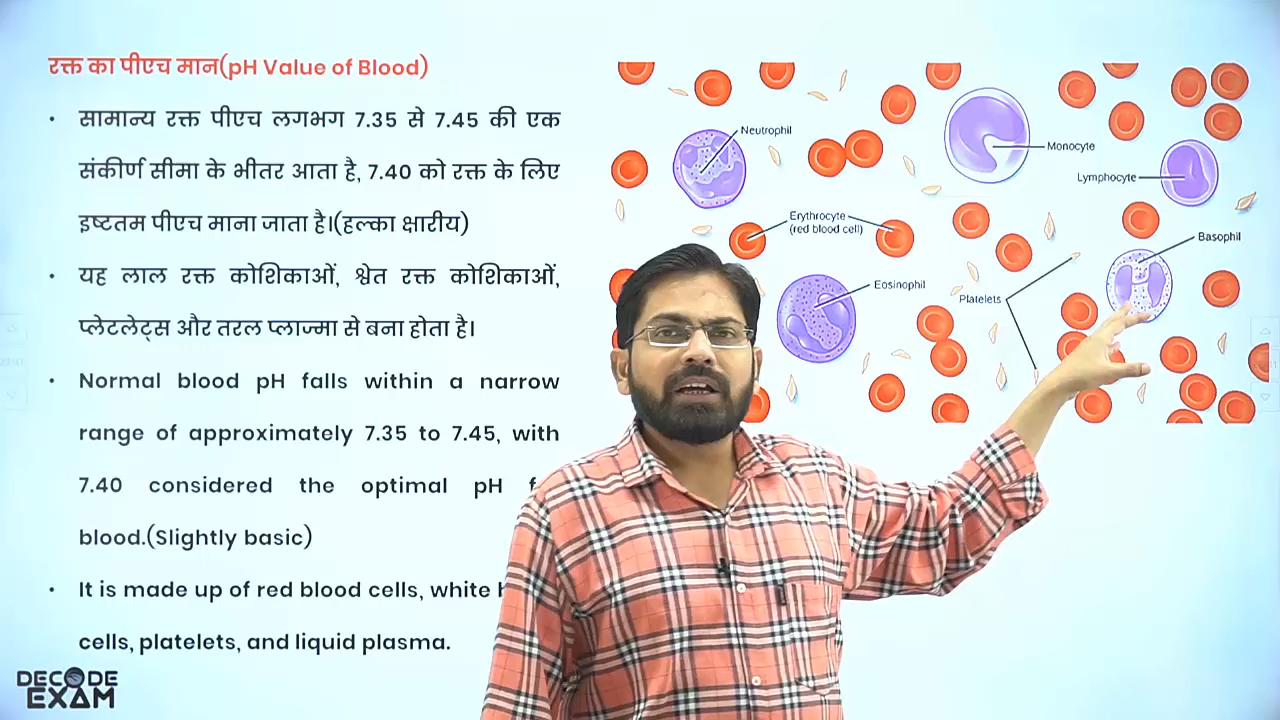 रक्त का पीएच मान(pH Value of Blood)
• सामान्य रक्त पीएच लगभग 7.35 से 7.45 की एक
संकीर्ण सीमा के भीतर आता है, 7.40 को रक्त के लिए
इष्टतम पीएच माना जाता है।(हल्का क्षारीय)
• यह लाल रक्त कोशिकाओं, श्वेत रक्त कोशिकाओं,
प्लेटलेट्स और तरल प्लाज्मा से बना होता है।
• Normal blood pH falls within a narrow
range of approximately 7.35 to 7.45, with
7.40 considered the optimal pH
blood.(Slightly basic)
• It is made up of red blood cells, white
cells, platelets, and liquid plasma.
Neutrophil
Monocyte
Lymphocyte
Erythrocyte
(red blood cell)
Basophil
Eosinophil
Platelets
DECODE
EXAM